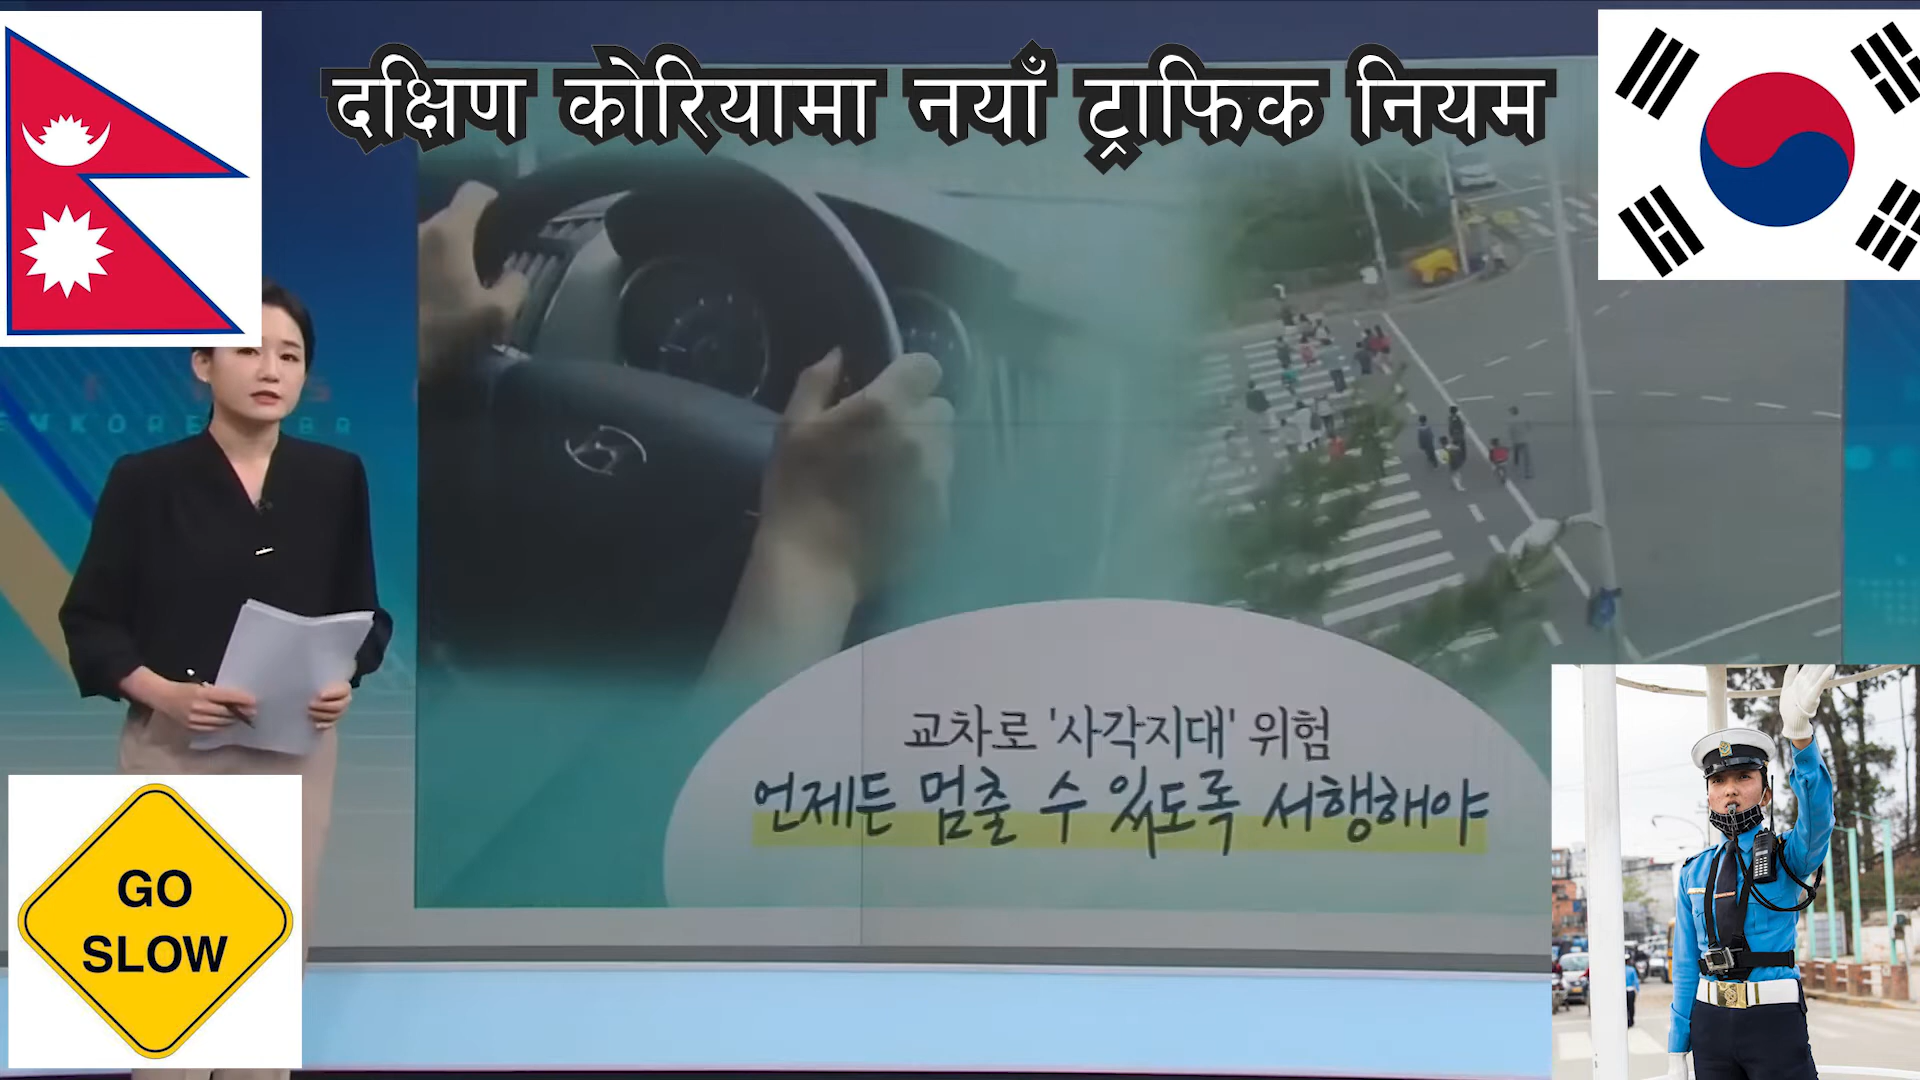 दक्षिण कोरियामा नयाँ ट्राफिक नियम
교차로 '사각지대' 위험
언제든 멈출 수 있도록 서행해야
GO
SLOW